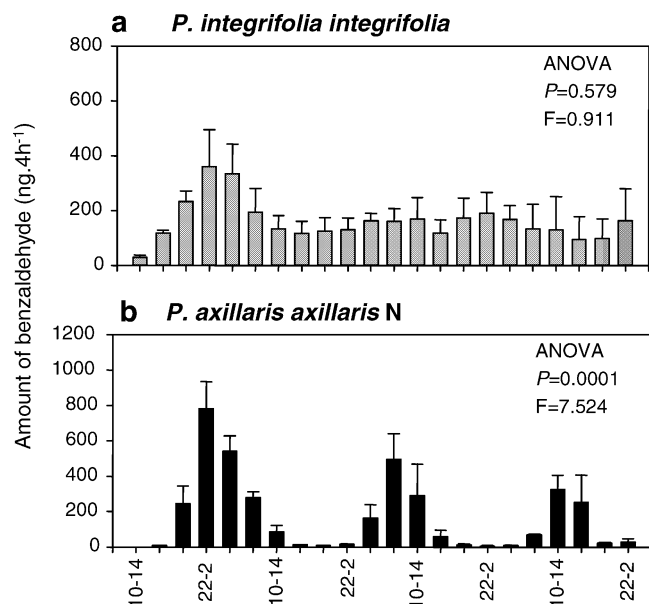 a P. integrifolia integrifolia
800
600
400
200
0
ANOVA
P=0.579
F=0.911
Amount of benzaldehyde (ng.4h-1)
b P. axillaris axillaris N
1200
1000
800
600
400
200
0
ANOVA
P=0.0001
F=7.524
10-14
22-2
10-14
22-2
10-14
22-2
10-14
22-2